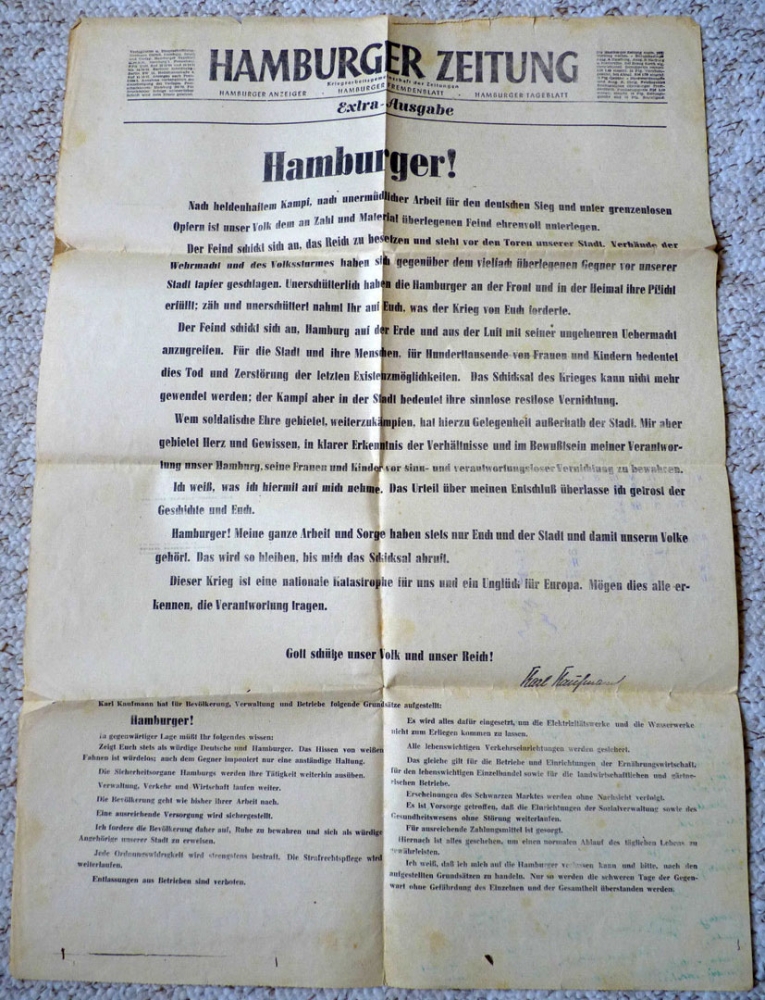 HAMBURGER ZEITUNG
Kriegsarbeitsgemeinschaft der Zeitungen
HAMBURGER ANZEIGER · HAMBURGER FREMDENBLATT · HAMBURGER TAGEBLATT
Extra-Ausgabe
Hamburger!
Nach heldenhaftem Kampf, nach unermüdlicher Arbeit für den deutschen Sieg und unter grenzenlosen
Opfern ist unser Volk dem an Zahl und Material überlegenen Feind ehrenvoll unterlegen.
Der Feind schickt sich an, das Reich zu besetzen und steht vor den Toren unserer Stadt. Verbände der
Wehrmacht und des Volkssturmes haben sich gegenüber dem vielfach überlegenen Gegner vor unserer
Stadt tapfer geschlagen. Unerschütterlich haben die Hamburger an der Front und in der Heimat ihre Pflicht
erfüllt; zäh und unerschüttert nahmt Ihr auf Euch, was der Krieg von Euch forderte.
Der Feind schickt sich an, Hamburg auf der Erde und aus der Luft mit seiner ungeheuren Uebermacht
anzugreifen. Für die Stadt und ihre Menschen, für Hunderttausende von Frauen und Kindern bedeutet
dies Tod und Zerstörung der letzten Existenzmöglichkeiten. Das Schicksal des Krieges kann nicht mehr
gewendet werden; der Kampf aber in der Stadt bedeutet ihre sinnlose restlose Vernichtung.
Wem soldatische Ehre gebietet, weiterzukämpfen, hat hierzu Gelegenheit außerhalb der Stadt. Mir aber
gebietet Herz und Gewissen, in klarer Erkenntnis der Verhältnisse und im Bewußtsein meiner Verantwor-
tung unser Hamburg, seine Frauen und Kinder vor sinn- und verantwortungsloser Vernichtung zu bewahren.
Ich weiß, was ich hiermit auf mich nehme. Das Urteil über meinen Entschluß überlasse ich getrost der
Geschichte und Euch.
Hamburger! Meine ganze Arbeit und Sorge haben stets nur Euch und der Stadt und damit unserm Volke
gehört. Das wird so bleiben, bis mich das Schicksal abruft.
Dieser Krieg ist eine nationale Katastrophe für uns und ein Unglück für Europa. Mögen dies alle er-
kennen, die Verantwortung tragen.
Gott schütze unser Volk und unser Reich!
Karl Kaufmann
Karl Kaufmann hat für Bevölkerung, Verwaltung und Betriebe folgende Grundsätze aufgestellt:
Hamburger!
In gegenwärtiger Lage müßt Ihr folgendes wissen:
Zeigt Euch stets als würdige Deutsche und Hamburger. Das Hissen von weißen
Fahnen ist würdelos; auch dem Gegner imponiert nur eine anständige Haltung.
Die Sicherheitsorgane Hamburgs werden ihre Tätigkeit weiterhin ausüben.
Verwaltung, Verkehr und Wirtschaft laufen weiter.
Die Bevölkerung geht wie bisher ihrer Arbeit nach.
Eine ausreichende Versorgung wird sichergestellt.
Ich fordere die Bevölkerung daher auf, Ruhe zu bewahren und sich als würdige
Angehörige unserer Stadt zu erweisen.
Jede Ordnungswidrigkeit wird strengstens bestraft. Die Strafrechtspflege wird
weiterlaufen.
Entlassungen aus Betrieben sind verboten.
Es wird alles dafür eingesetzt, um die Elektrizitätswerke und die Wasserwerke
nicht zum Erliegen kommen zu lassen.
Alle lebenswichtigen Verkehrseinrichtungen werden gesichert.
Das gleiche gilt für die Betriebe und Einrichtungen der Ernährungswirtschaft,
für den lebenswichtigen Einzelhandel sowie für die landwirtschaftlichen und gärtne-
rischen Betriebe.
Erscheinungen des Schwarzen Marktes werden ohne Nachsicht verfolgt.
Es ist Vorsorge getroffen, daß die Einrichtungen der Sozialverwaltung sowie des
Gesundheitswesens ohne Störung weiterlaufen.
Für ausreichende Zahlungsmittel ist gesorgt.
Hiernach ist alles geschehen, um einen normalen Ablauf des täglichen Lebens zu
gewährleisten.
Ich weiß, daß ich mich auf die Hamburger verlassen kann und bitte, nach den
aufgestellten Grundsätzen zu handeln. Nur so werden die schweren Tage der Gegen-
wart ohne Gefährdung des Einzelnen und der Gesamtheit überstanden werden.